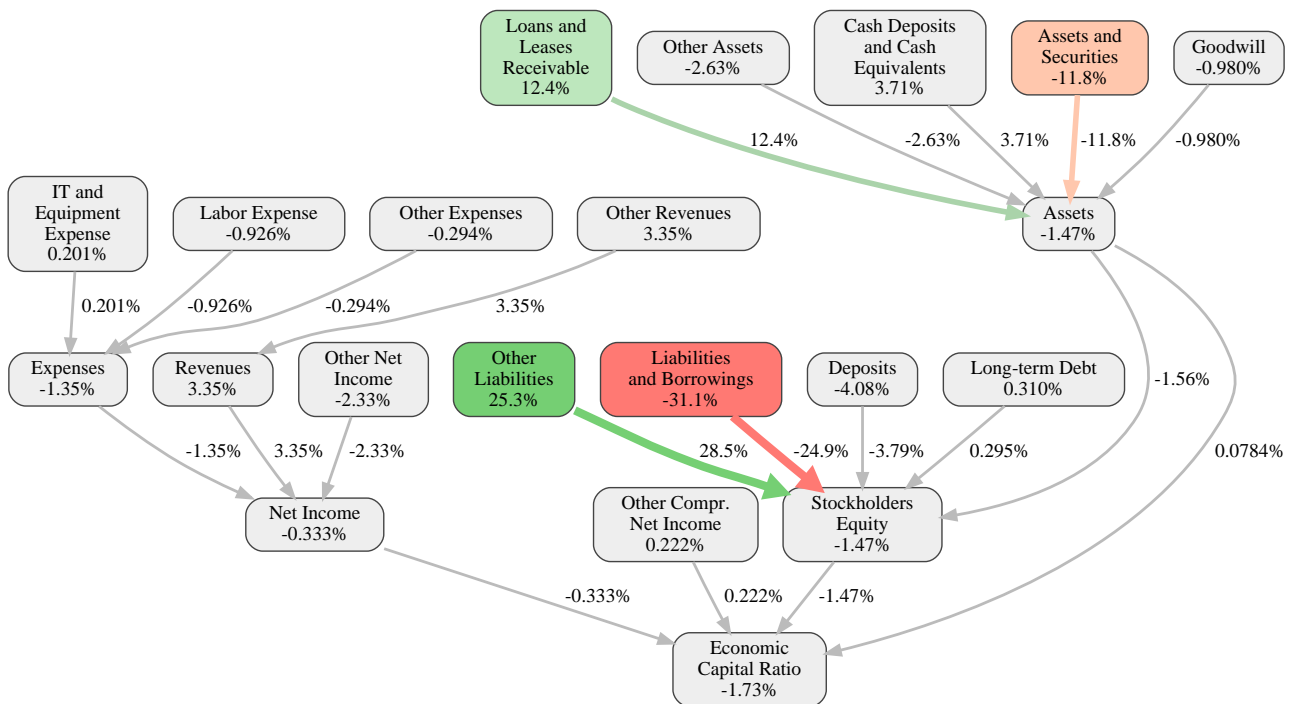 Loans and
Leases
Receivable
12.4%
Other Assets
-2.63%
Cash Deposits
and Cash
Equivalents
3.71%
Assets and
Securities
-11.8%
Goodwill
-0.980%
12.4%
-2.63%
3.71%
-11.8%
-0.980%
IT and
Equipment
Expense
0.201%
Labor Expense
-0.926%
Other Expenses
-0.294%
Other Revenues
3.35%
Assets
-1.47%
0.201%
-0.926%
-0.294%
3.35%
Expenses
-1.35%
Revenues
3.35%
Other Net
Income
-2.33%
Other
Liabilities
25.3%
Liabilities
and Borrowings
-31.1%
Deposits
-4.08%
Long-term Debt
0.310%
-1.56%
-1.35%
3.35%
-2.33%
28.5%
-24.9%
-3.79%
0.295%
0.0784%
Net Income
-0.333%
Other Compr.
Net Income
0.222%
Stockholders
Equity
-1.47%
-0.333%
0.222%
-1.47%
Economic
Capital Ratio
-1.73%